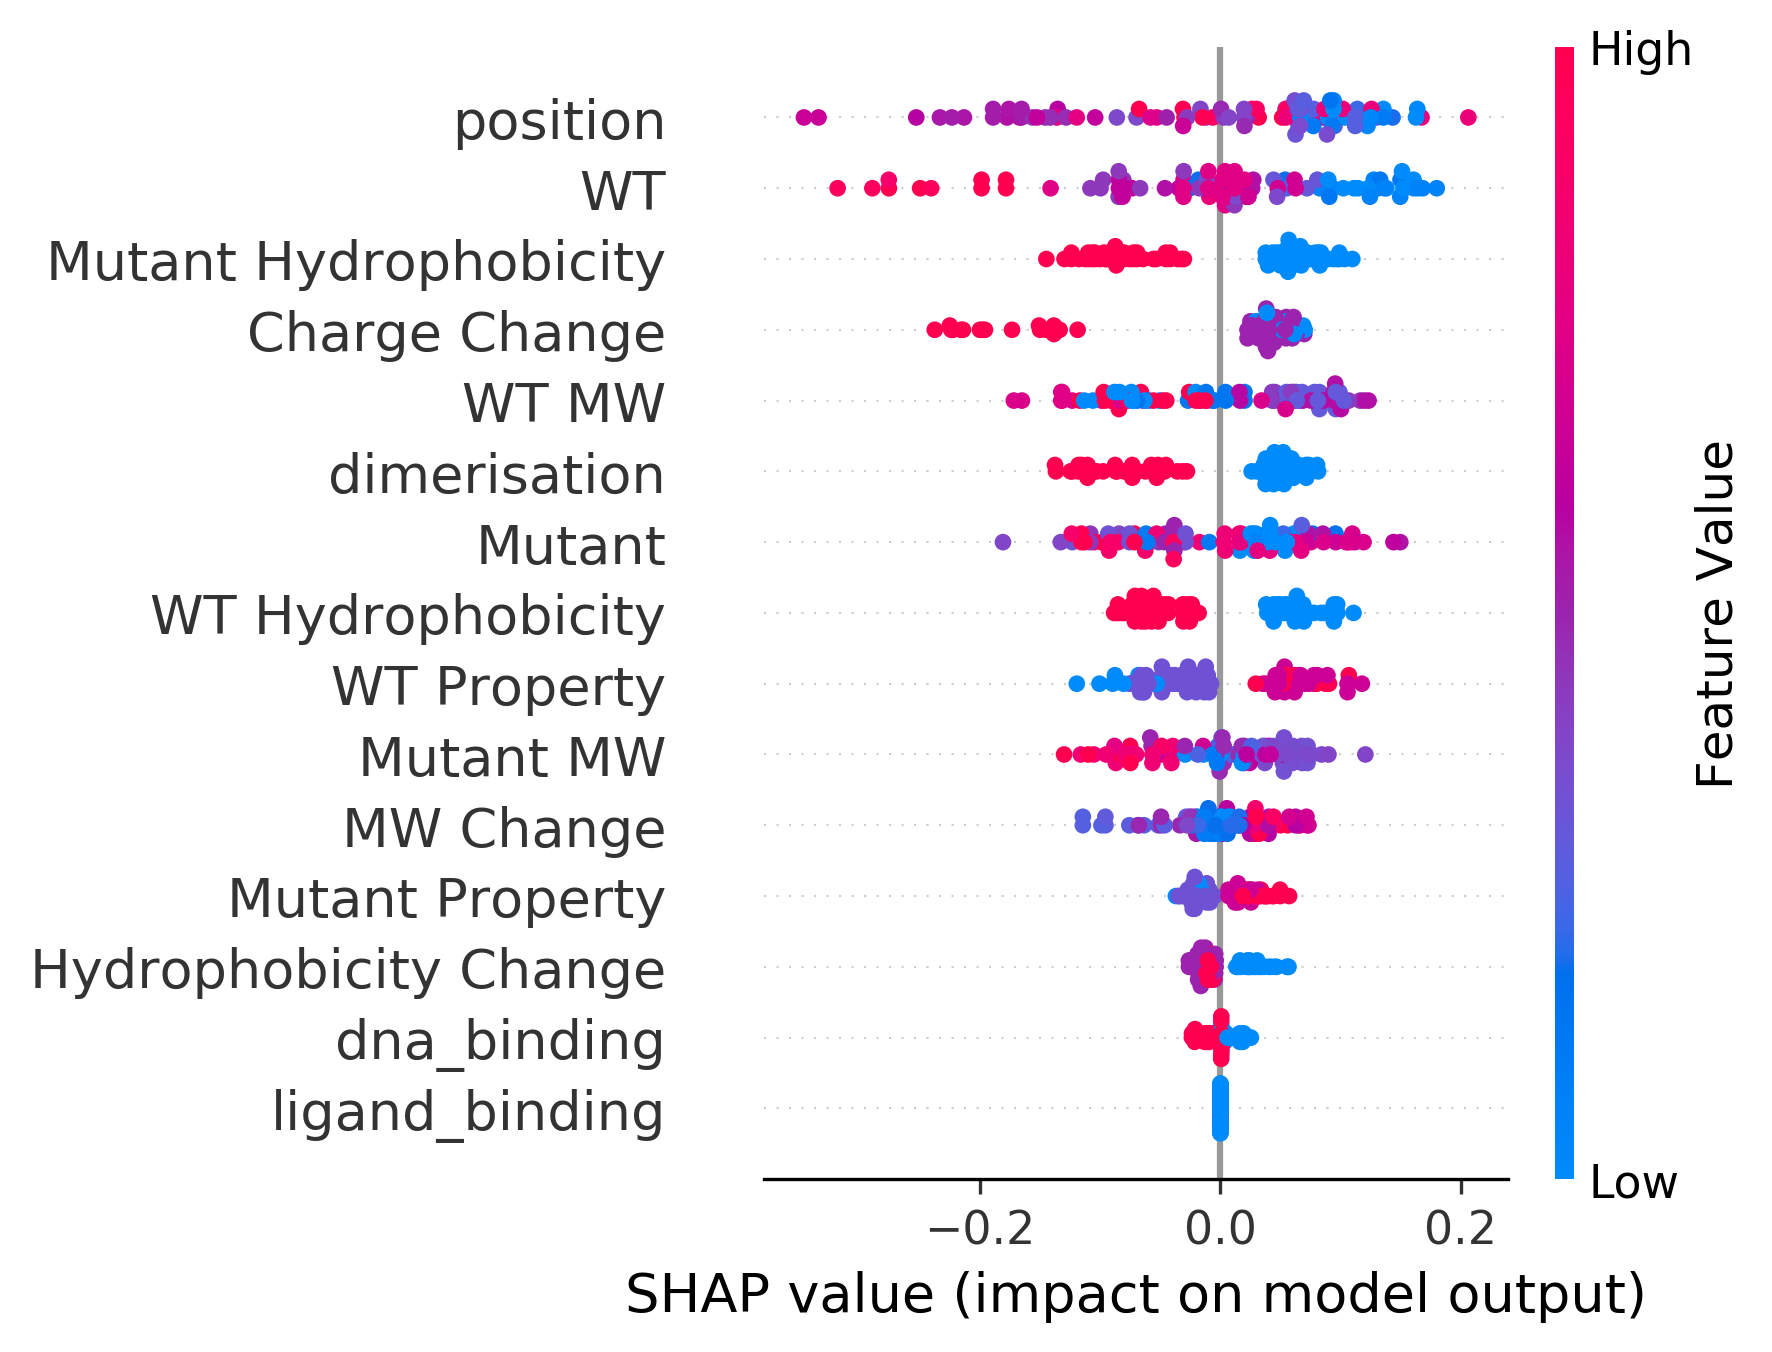 High
position
WT
Mutant Hydrophobicity
Charge Change
WT MW
dimerisation
Mutant
WT Hydrophobicity
WT Property
Mutant MW
MW Change
Mutant Property
Hydrophobicity Change
dna_binding
ligand_binding
Feature Value
Low
−0.2 0.0 0.2
SHAP value (impact on model output)